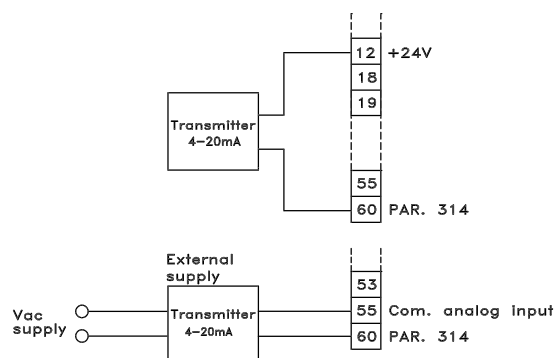 12 +24V
18
19
Transmitter
4-20mA
55
60 PAR. 314
External
supply
53
Vac
supply
Transmitter
4-20mA
55 Com. analog input
60 PAR. 314